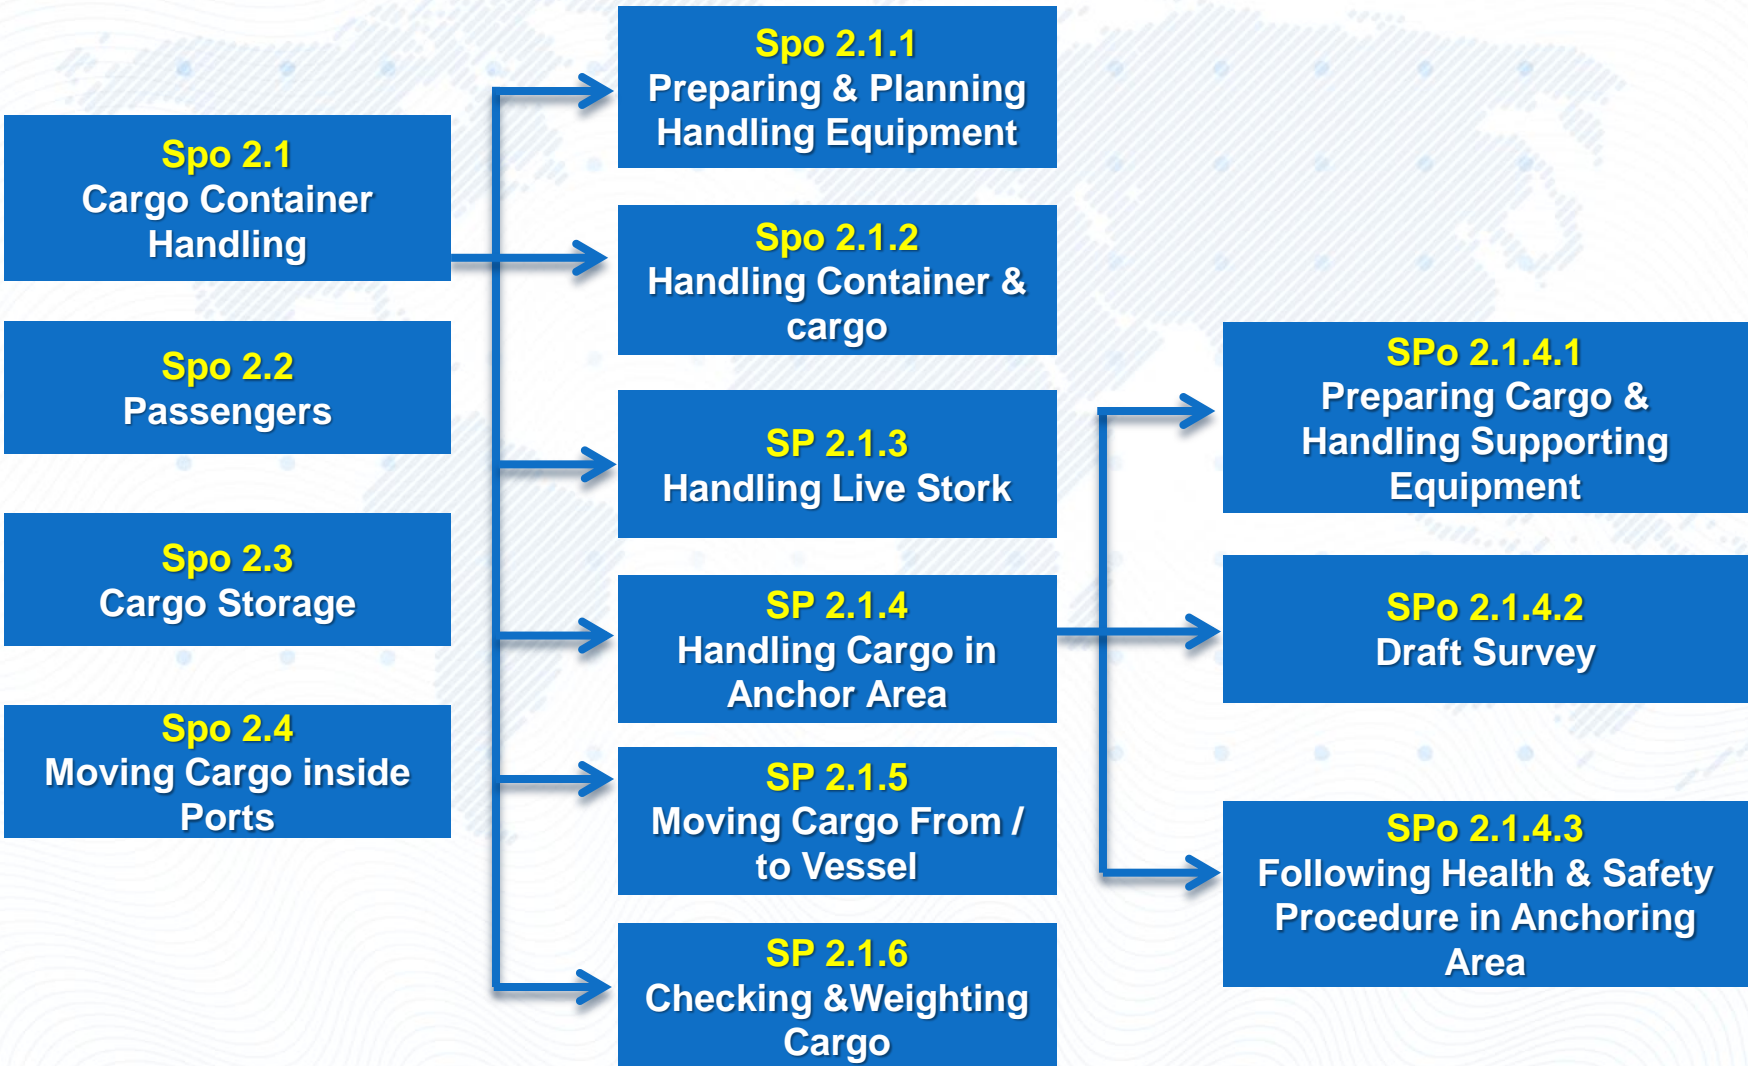 Spo 2.1
Cargo Container
Handling
Spo 2.2
Passengers
Spo 2.3
Cargo Storage
Spo 2.4
Moving Cargo inside
Ports
Spo 2.1.1
Preparing & Planning
Handling Equipment
Spo 2.1.2
Handling Container &
cargo
SP 2.1.3
Handling Live Stork
SP 2.1.4
Handling Cargo in
Anchor Area
SP 2.1.5
Moving Cargo From /
to Vessel
SP 2.1.6
Checking &Weighting
Cargo
SPo 2.1.4.1
Preparing Cargo &
Handling Supporting
Equipment
SPo 2.1.4.2
Draft Survey
SPo 2.1.4.3
Following Health & Safety
Procedure in Anchoring
Area